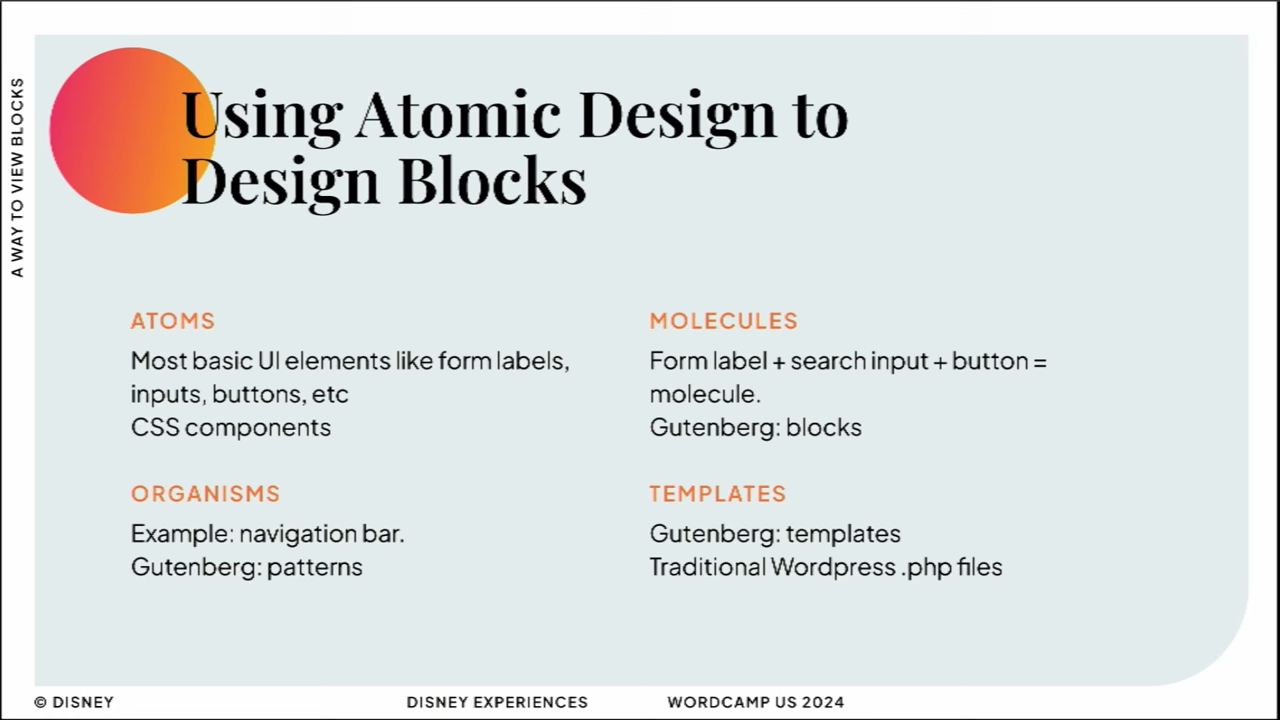 A WAY TO VIEW BLOCKS
Using Atomic Design to
Design Blocks
ATOMS
Most basic UI elements like form labels,
inputs, buttons, etc
CSS components
MOLECULES
Form label + search input + button =
molecule.
Gutenberg: blocks
ORGANISMS
Example: navigation bar.
Gutenberg: patterns
TEMPLATES
Gutenberg: templates
Traditional Wordpress .php files
© DISNEY
DISNEY EXPERIENCES
WORDCAMP US 2024